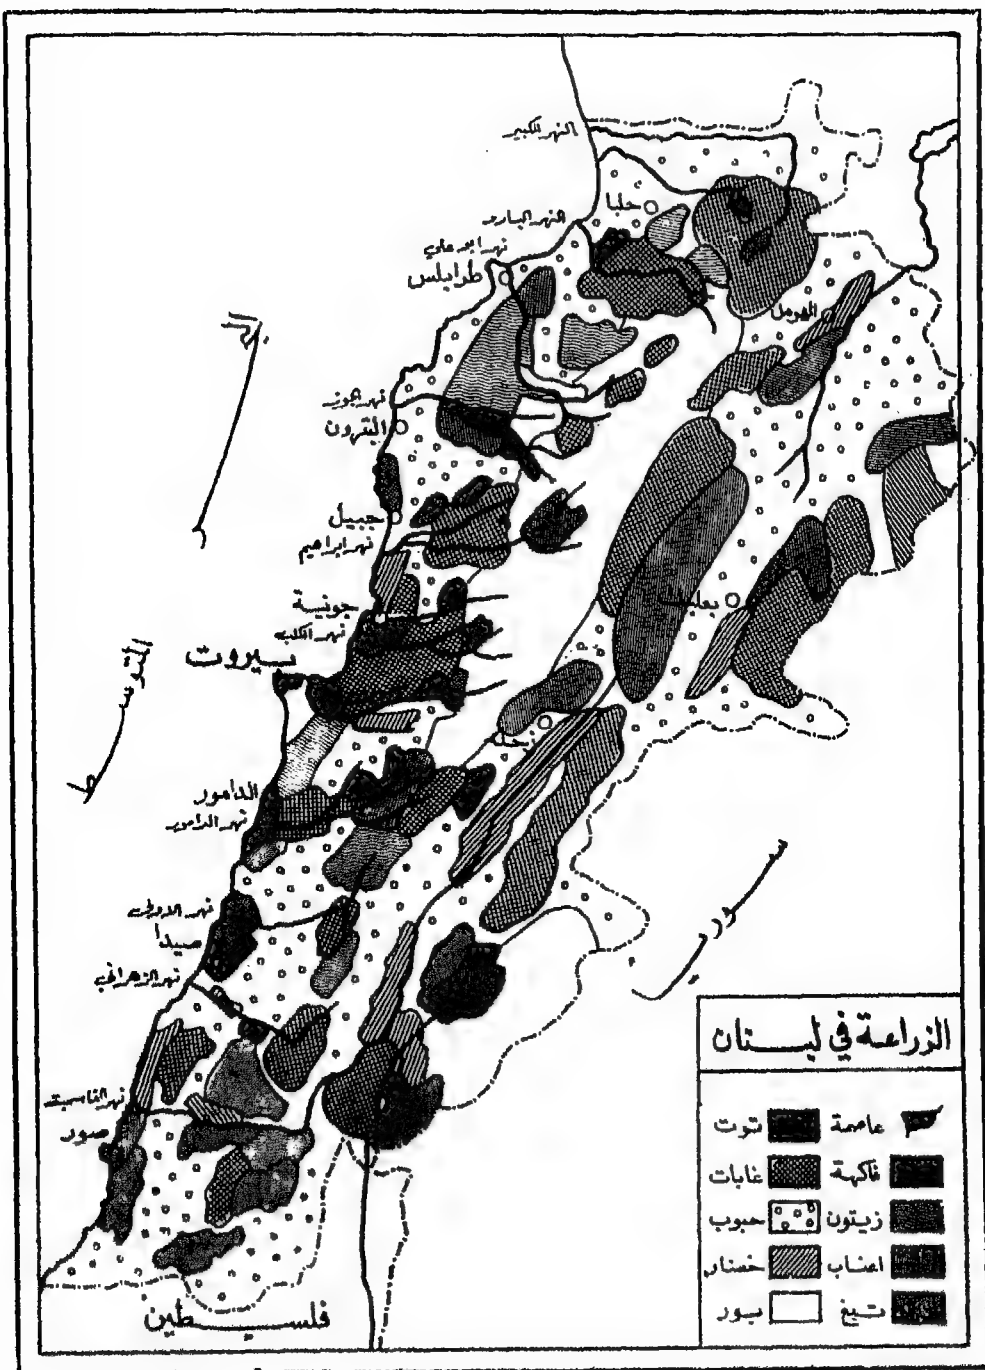 النهر الكبير
حلبا
النهر البارد
نهر ابو علي
طرابلس
الهرمل
نهر الجوز
البترون
جبيل
نهر ابراهيم
جونية
نهر الكلب
بعلبك
بيروت
زحلة
البحر
المتوسط
الدامور
نهر الدامور
نهر الاولي
صيدا
نهر الزهراني
سوريا
صور
فلسطين
الزراعة في لبنان
عاصمة
توت
فاكهة
غابات
زيتون
حبوب
اعناب
خضار
تبغ
بور